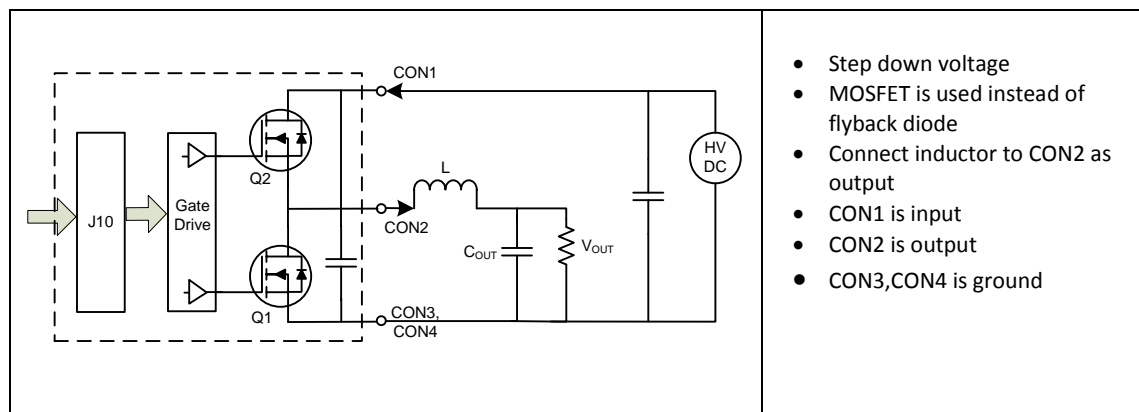 CON1
Q2
HV
DC
L
J10
Gate
Drive
CON2
COUT
VOUT
Q1
CON3,
CON4
• Step down voltage
• MOSFET is used instead of
flyback diode
• Connect inductor to CON2 as
output
• CON1 is input
• CON2 is output
• CON3,CON4 is ground